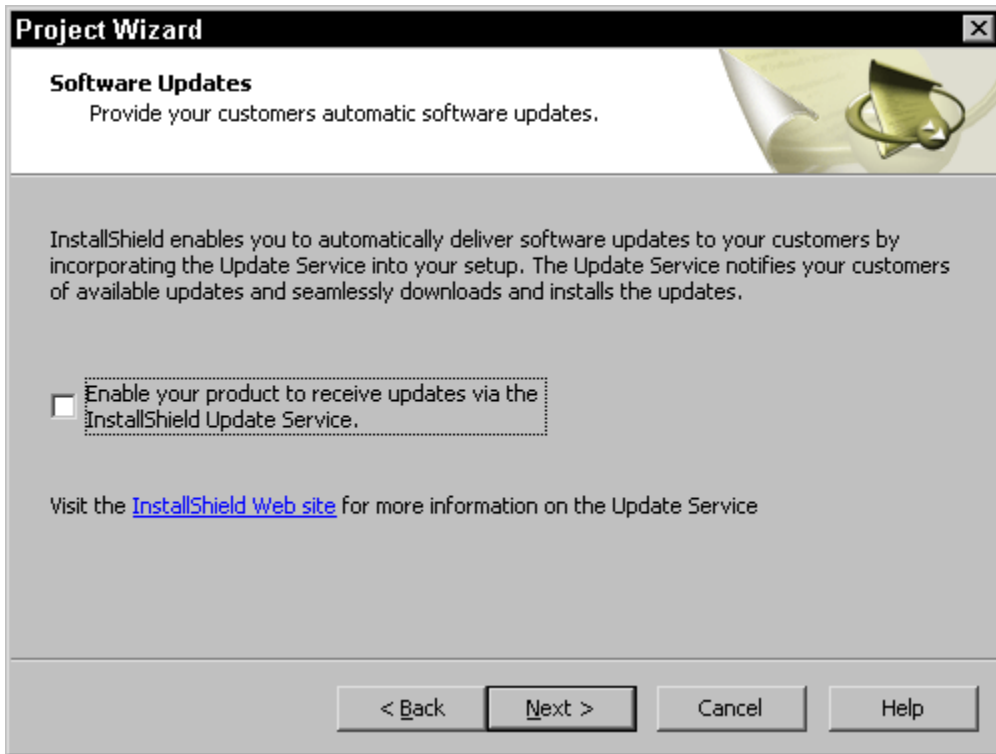 Project Wizard
Software Updates
Provide your customers automatic software updates.
InstallShield enables you to automatically deliver software updates to your customers by
incorporating the Update Service into your setup. The Update Service notifies your customers
of available updates and seamlessly downloads and installs the updates.
Enable your product to receive updates via the
InstallShield Update Service.
Visit the InstallShield Web site for more information on the Update Service
< Back Next > Cancel Help